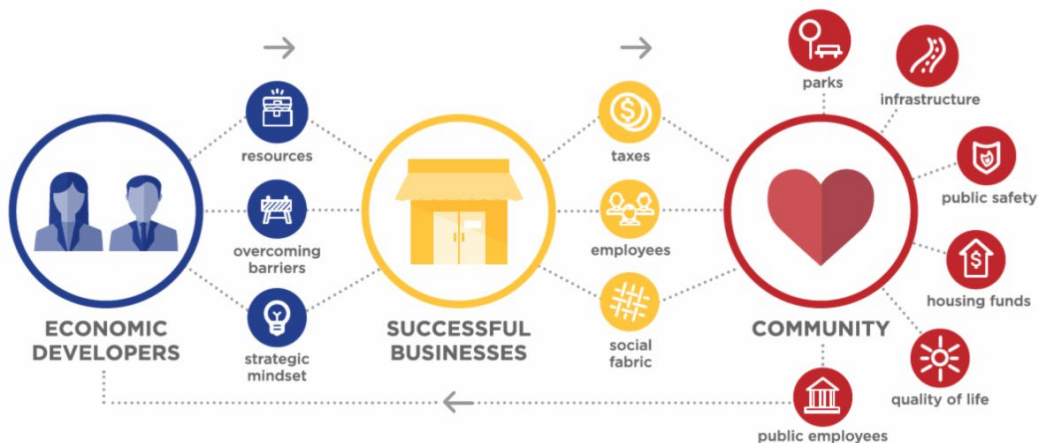 parks
infrastructure
resources
taxes
public safety
overcoming
barriers
employees
housing funds
ECONOMIC
DEVELOPERS
SUCCESSFUL
BUSINESSES
COMMUNITY
strategic
mindset
social
fabric
quality of life
public employees